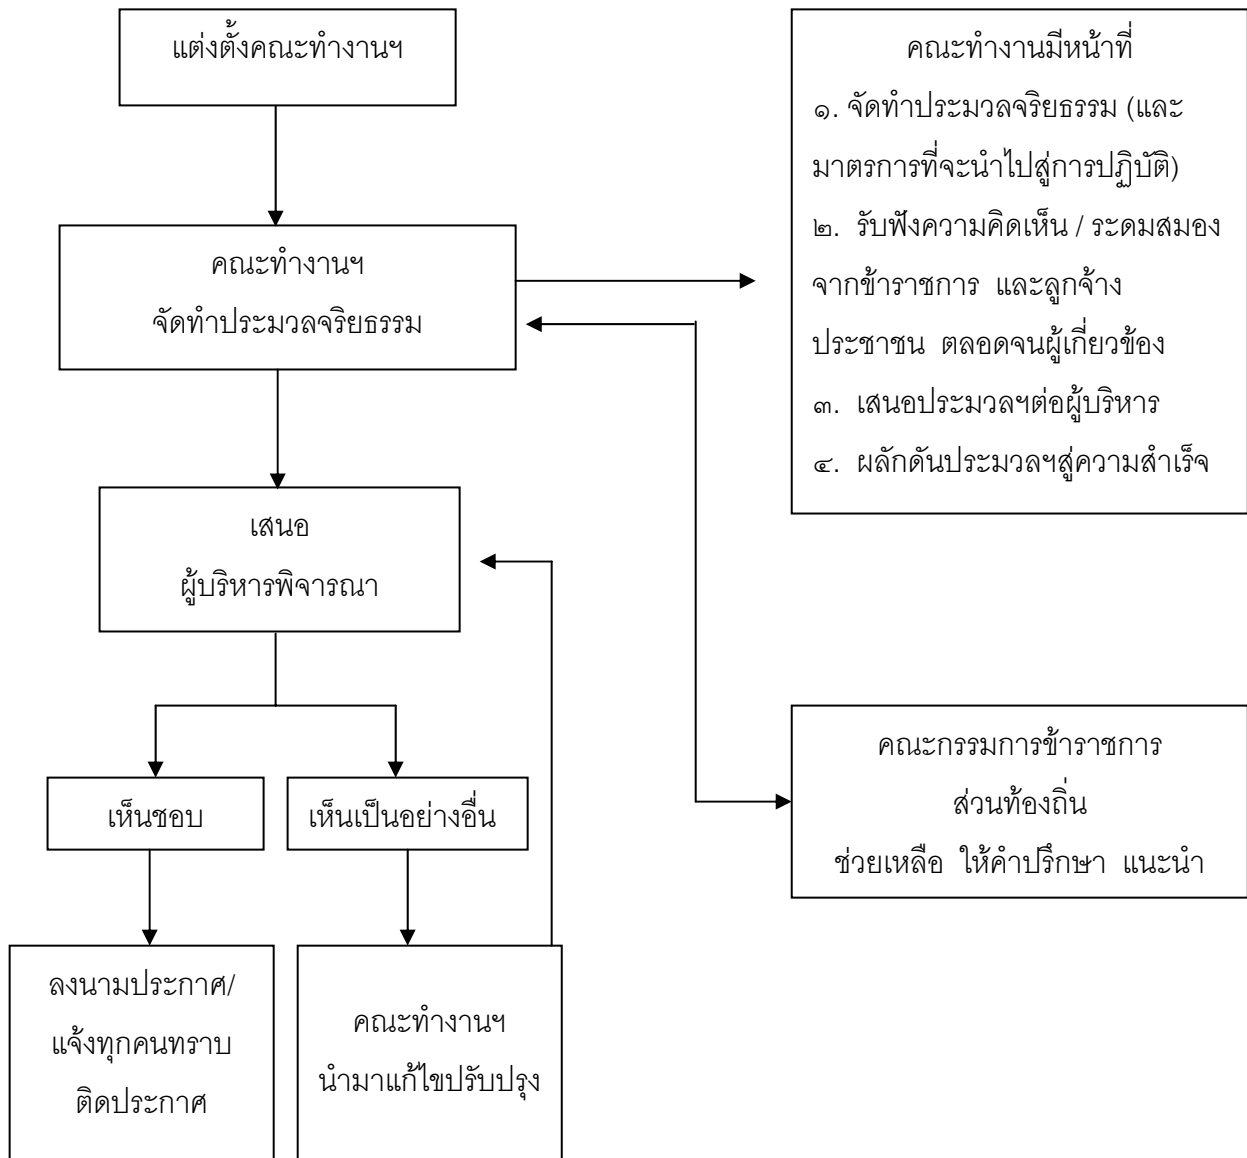 แต่งตั้งคณะทำงานฯ
คณะทำงานฯ
จัดทำประมวลจริยธรรม
คณะทำงานมีหน้าที่
๑. จัดทำประมวลจริยธรรม (และ
มาตรการที่จะนำไปสู่การปฏิบัติ)
๒. รับฟังความคิดเห็น / ระดมสมอง
จากข้าราชการ และลูกจ้าง
ประชาชน ตลอดจนผู้เกี่ยวข้อง
๓. เสนอประมวลฯต่อผู้บริหาร
๔. ผลักดันประมวลฯสู่ความสำเร็จ
เสนอ
ผู้บริหารพิจารณา
คณะกรรมการข้าราชการ
ส่วนท้องถิ่น
ช่วยเหลือ ให้คำปรึกษา แนะนำ
เห็นชอบ
เห็นเป็นอย่างอื่น
ลงนามประกาศ/
แจ้งทุกคนทราบ
ติดประกาศ
คณะทำงานฯ
นำมาแก้ไขปรับปรุง